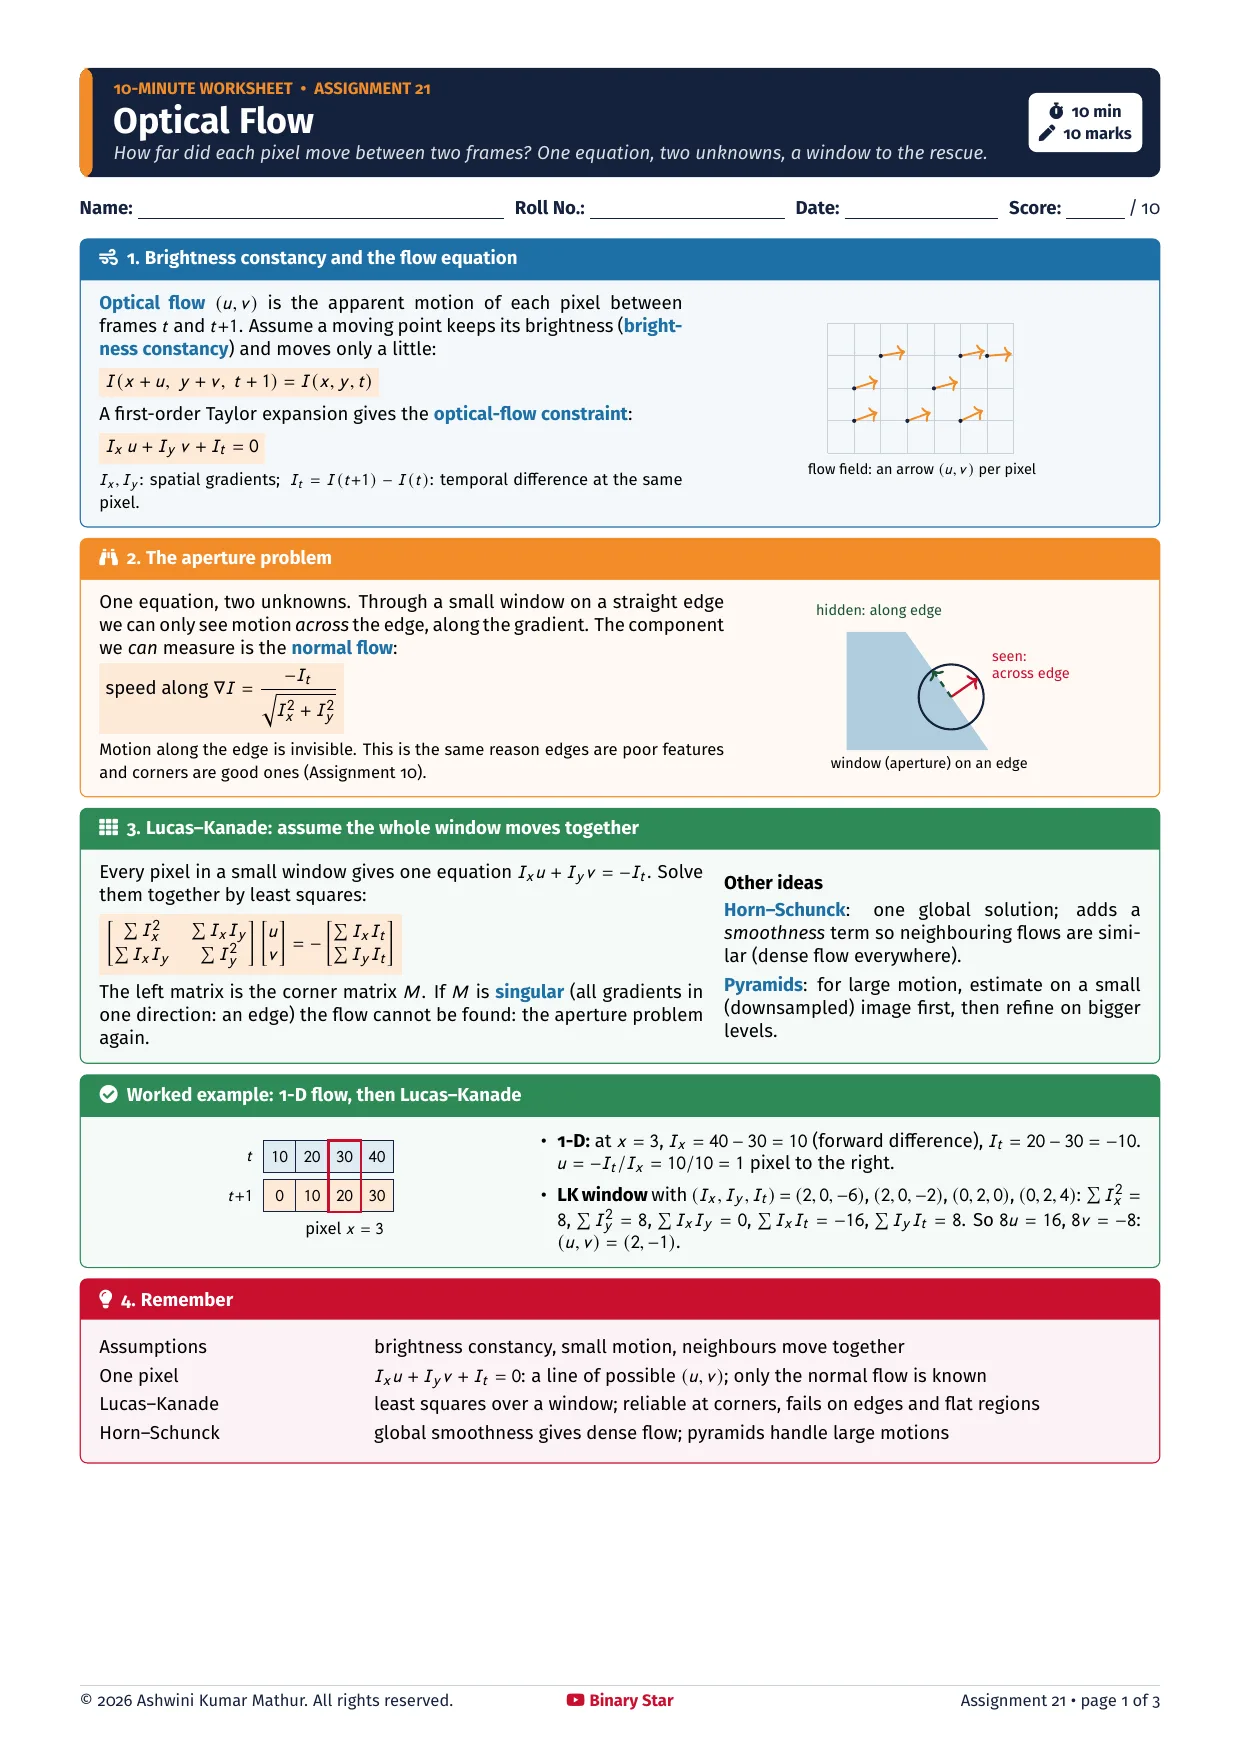 10-MINUTE WORKSHEET • ASSIGNMENT 21
Optical Flow
How far did each pixel move between two frames? One equation, two unknowns, a window to the rescue.
10 min
10 marks
Name: ____ Roll No.: ____ Date: ____ Score: ____ / 10
1. Brightness constancy and the flow equation
Optical flow (u, v) is the apparent motion of each pixel between
frames t and t+1. Assume a moving point keeps its brightness (bright-
ness constancy) and moves only a little:
I(x + u, y + v, t + 1) = I(x, y, t)
A first-order Taylor expansion gives the optical-flow constraint:
I_x u + I_y v + I_t = 0
I_x, I_y: spatial gradients; I_t = I(t+1) − I(t): temporal difference at the same
pixel.
flow field: an arrow (u, v) per pixel
2. The aperture problem
One equation, two unknowns. Through a small window on a straight edge
we can only see motion across the edge, along the gradient. The component
we can measure is the normal flow:
speed along ∇I = −I_t / √(I_x² + I_y²)
Motion along the edge is invisible. This is the same reason edges are poor features
and corners are good ones (Assignment 10).
hidden: along edge
seen:
across edge
window (aperture) on an edge
3. Lucas–Kanade: assume the whole window moves together
Every pixel in a small window gives one equation I_x u + I_y v = −I_t. Solve
them together by least squares:
[∑ I_x² ∑ I_x I_y] [u] = − [∑ I_x I_t]
[∑ I_x I_y ∑ I_y²] [v] [∑ I_y I_t]
The left matrix is the corner matrix M. If M is singular (all gradients in
one direction: an edge) the flow cannot be found: the aperture problem
again.
Other ideas
Horn–Schunck: one global solution; adds a
smoothness term so neighbouring flows are simi-
lar (dense flow everywhere).
Pyramids: for large motion, estimate on a small
(downsampled) image first, then refine on bigger
levels.
Worked example: 1-D flow, then Lucas–Kanade
t 10 20 30 40
t+1 0 10 20 30
pixel x = 3
• 1-D: at x = 3, I_x = 40 − 30 = 10 (forward difference), I_t = 20 − 30 = −10.
u = −I_t/I_x = 10/10 = 1 pixel to the right.
• LK window with (I_x, I_y, I_t) = (2, 0, −6), (2, 0, −2), (0, 2, 0), (0, 2, 4): ∑ I_x² =
8, ∑ I_y² = 8, ∑ I_x I_y = 0, ∑ I_x I_t = −16, ∑ I_y I_t = 8. So 8u = 16, 8v = −8:
(u, v) = (2, −1).
4. Remember
Assumptions brightness constancy, small motion, neighbours move together
One pixel I_x u + I_y v + I_t = 0: a line of possible (u, v); only the normal flow is known
Lucas–Kanade least squares over a window; reliable at corners, fails on edges and flat regions
Horn–Schunck global smoothness gives dense flow; pyramids handle large motions
© 2026 Ashwini Kumar Mathur. All rights reserved.
Binary Star
Assignment 21 • page 1 of 3